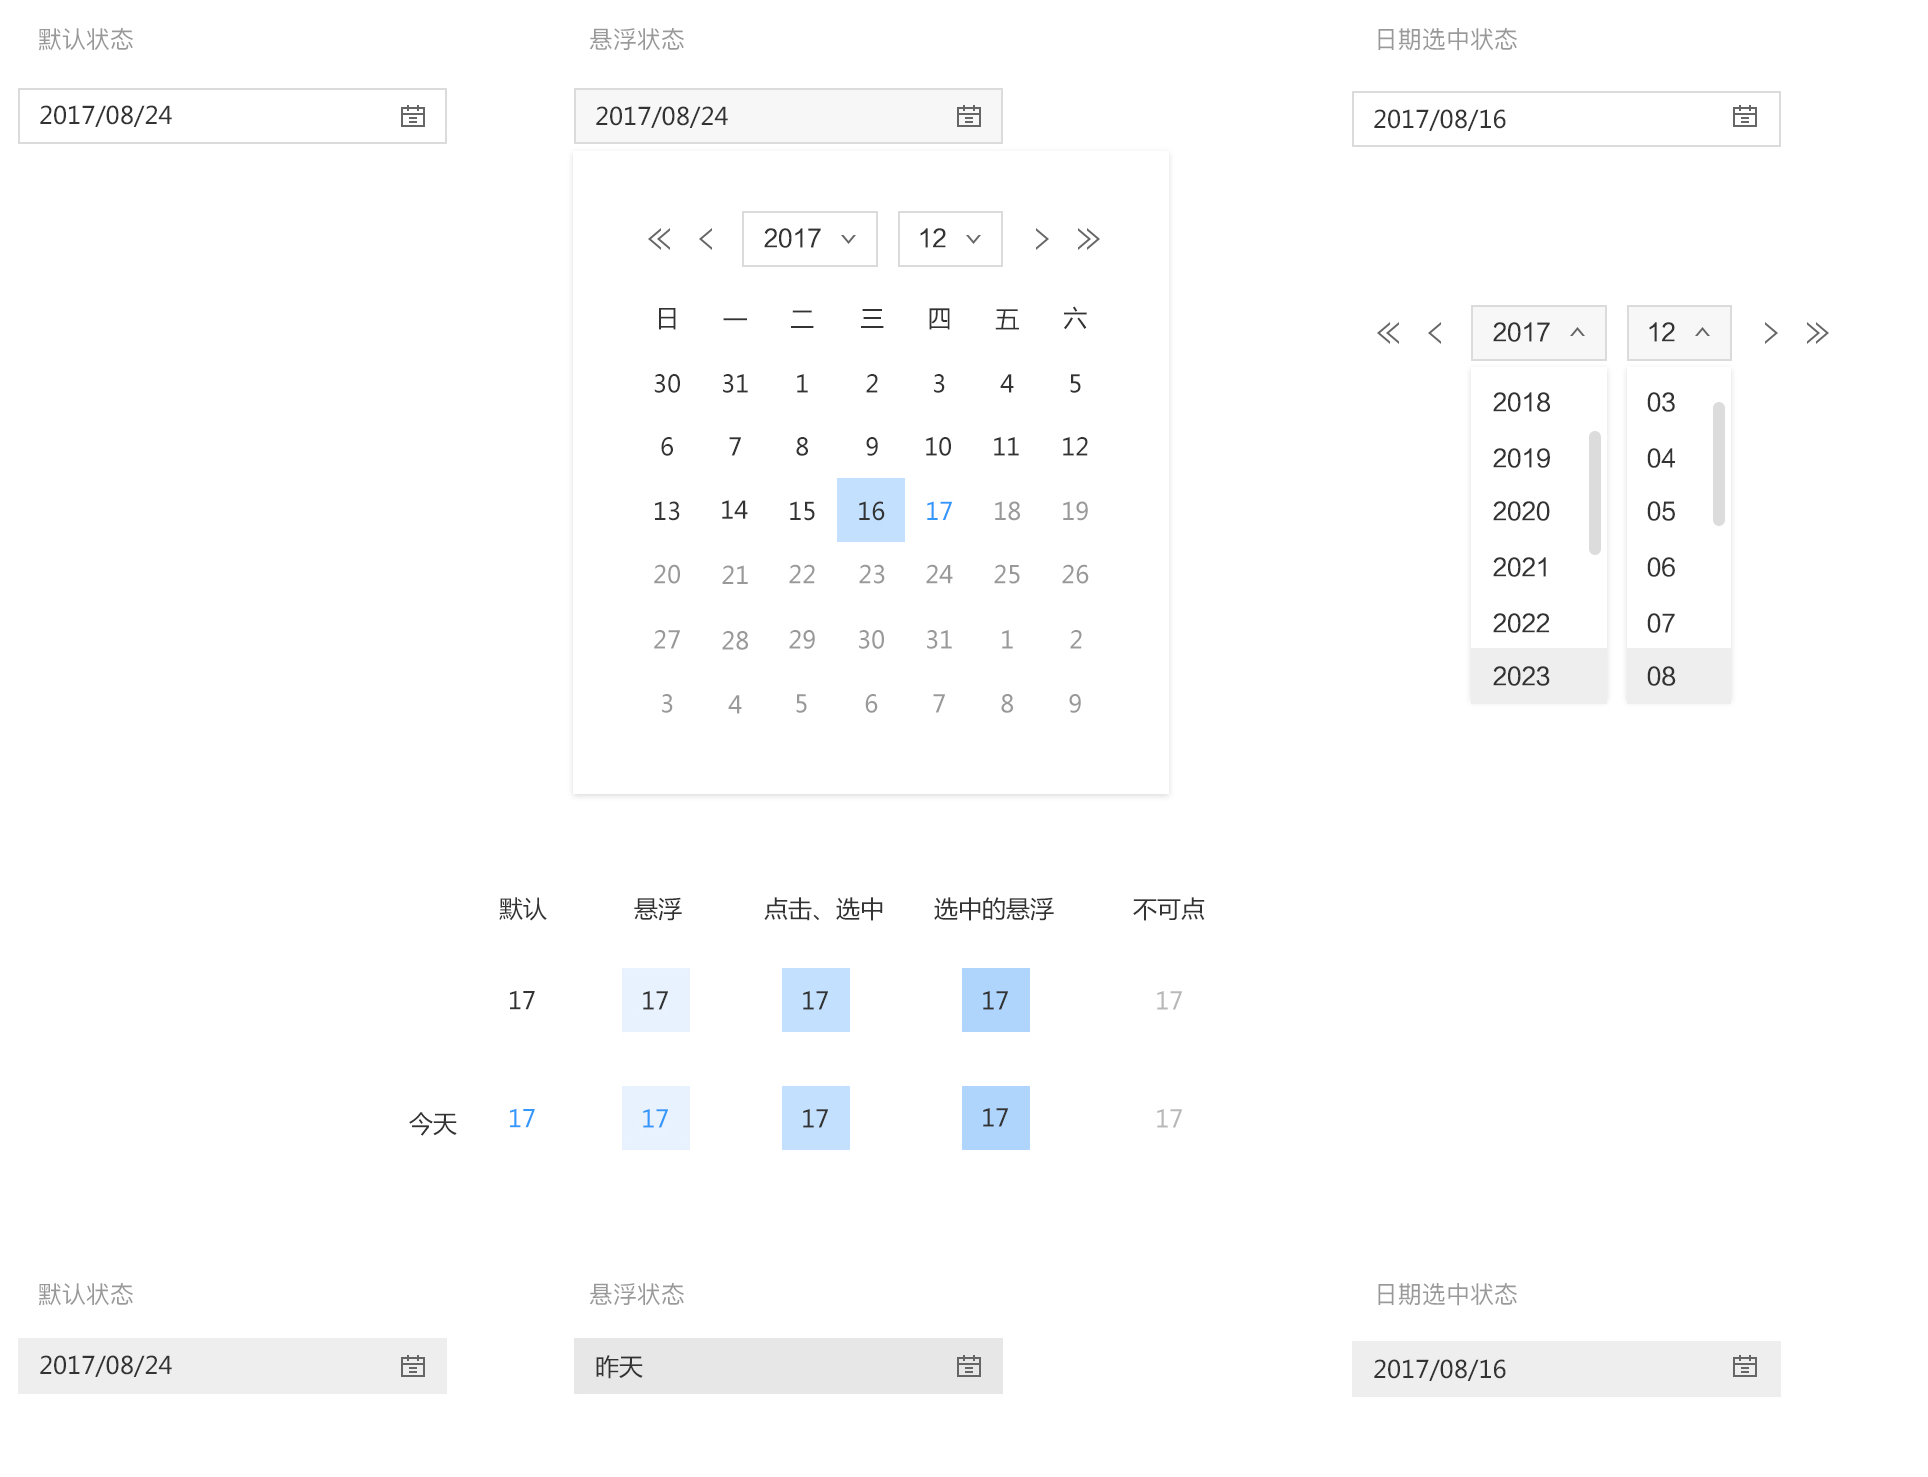 默认状态
悬浮状态
日期选中状态
2017/08/24
2017/08/24
2017/08/16
2017 12
日 一 二 三 四 五 六
30 31 1 2 3 4 5
6 7 8 9 10 11 12
13 14 15 16 17 18 19
20 21 22 23 24 25 26
27 28 29 30 31 1 2
3 4 5 6 7 8 9
2017 12
2018 03
2019 04
2020 05
2021 06
2022 07
2023 08
默认 悬浮 点击、选中 选中的悬浮 不可点
17 17 17 17 17
今天 17 17 17 17 17
默认状态
悬浮状态
日期选中状态
2017/08/24
昨天
2017/08/16